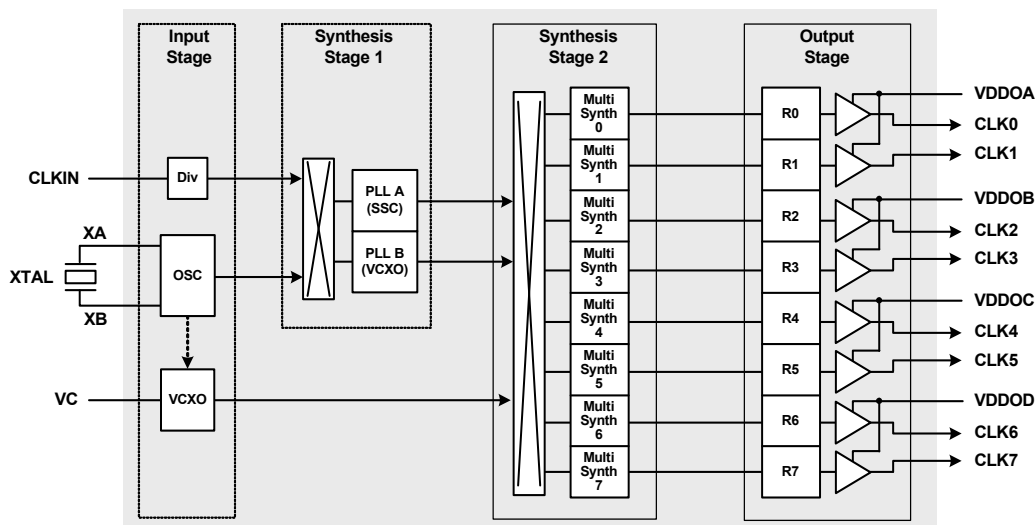 Input
Stage
Synthesis
Stage 1
Synthesis
Stage 2
Output
Stage
CLKIN
Div
XA
XTAL
OSC
XB
VC
VCXO
PLL A
(SSC)
PLL B
(VCXO)
Multi
Synth
0
Multi
Synth
1
Multi
Synth
2
Multi
Synth
3
Multi
Synth
4
Multi
Synth
5
Multi
Synth
6
Multi
Synth
7
R0
R1
R2
R3
R4
R5
R6
R7
VDDOA
CLK0
CLK1
VDDOB
CLK2
CLK3
VDDOC
CLK4
CLK5
VDDOD
CLK6
CLK7